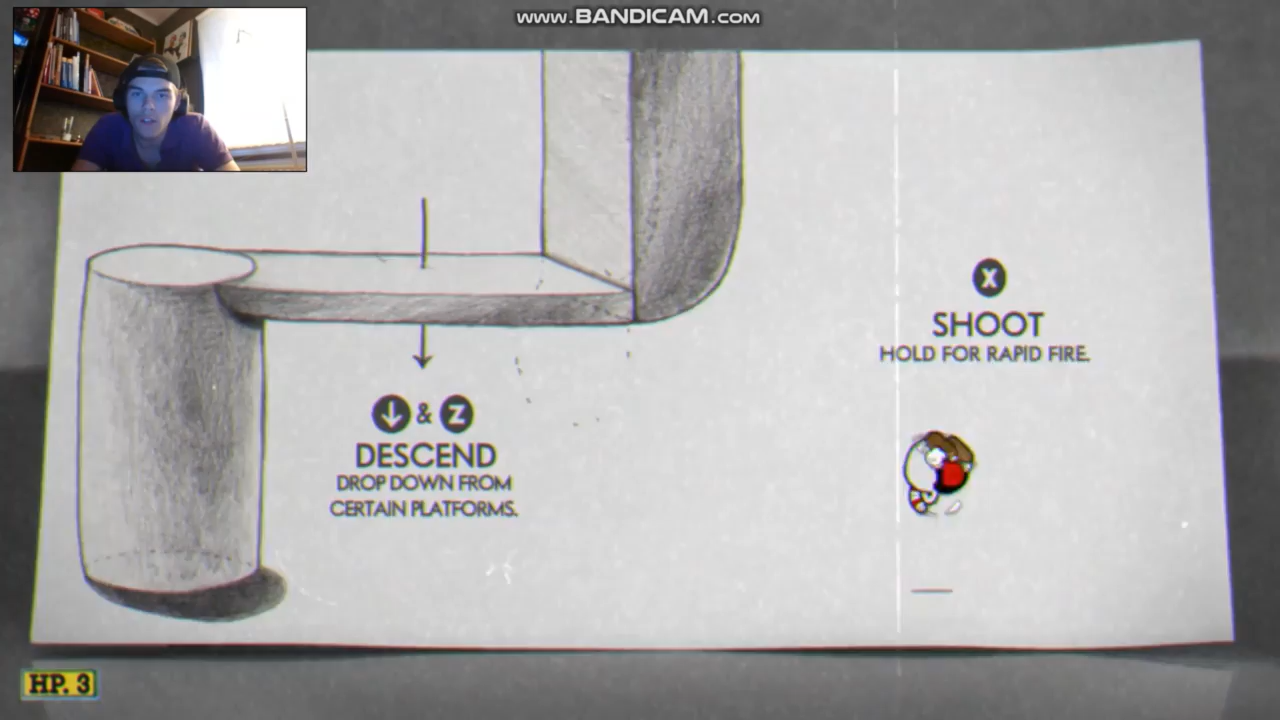 www.BANDICAM.com
X
SHOOT
HOLD FOR RAPID FIRE.
↓ & Z
DESCEND
DROP DOWN FROM
CERTAIN PLATFORMS.
HP. 3